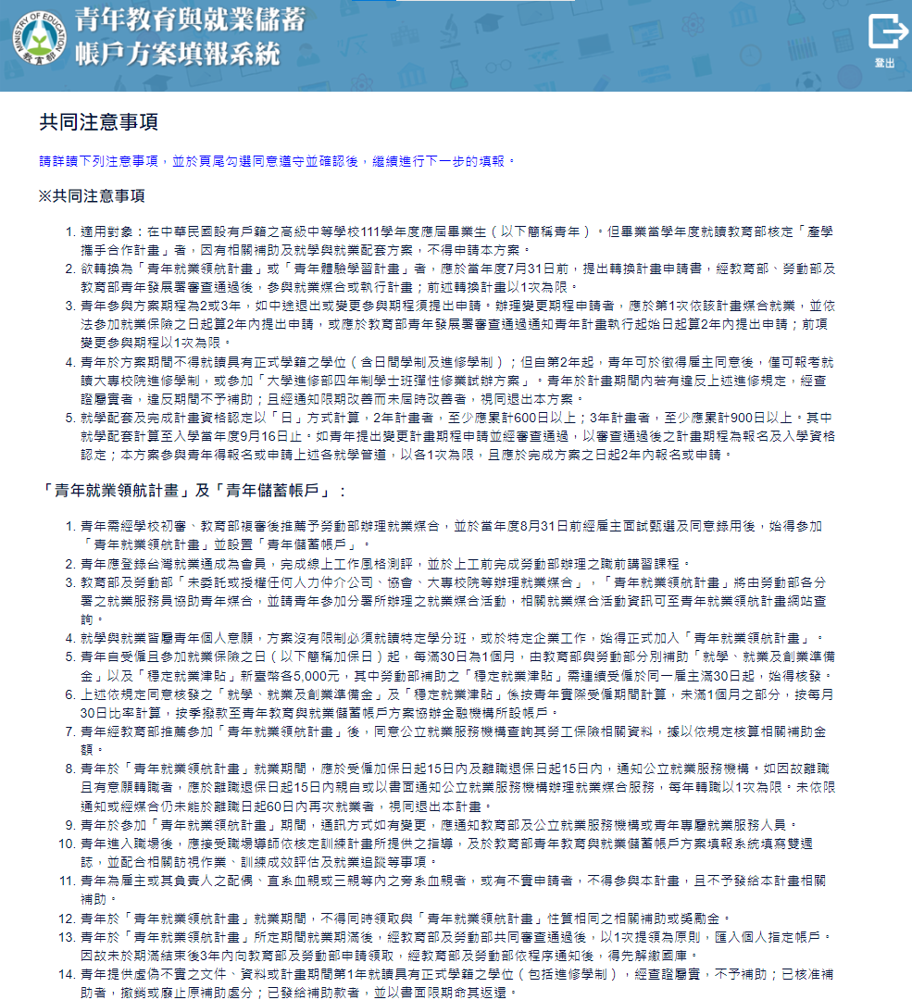 MINISTRY OF EDUCATION
教育部
青年教育與就業儲蓄
帳戶方案填報系統
登出
共同注意事項
請詳讀下列注意事項，並於頁尾勾選同意遵守並確認後，繼續進行下一步的填報。
※共同注意事項
1. 適用對象：在中華民國設有戶籍之高級中等學校111學年度應屆畢業生（以下簡稱青年）。但畢業當學年度就讀教育部核定「產學
攜手合作計畫」者，因有相關補助及就學與就業配套方案，不得申請本方案。
2. 欲轉換為「青年就業領航計畫」或「青年體驗學習計畫」者，應於當年度7月31日前，提出轉換計畫申請書，經教育部、勞動部及
教育部青年發展署審查通過後，參與就業媒合或執行計畫；前述轉換計畫以1次為限。
3. 青年參與方案期程為2或3年，如中途退出或變更參與期程須提出申請。辦理變更期程申請者，應於第1次依該計畫媒合就業，並依
法參加就業保險之日起算2年內提出申請，或應於教育部青年發展署審查通過通知青年計畫執行起始日起算2年內提出申請；前項
變更參與期程以1次為限。
4. 青年於方案期間不得就讀具有正式學籍之學位（含日間學制及進修學制）；但自第2年起，青年可於徵得雇主同意後，僅可報考就
讀大專校院進修學制，或參加「大學進修部四年制學士班彈性修業試辦方案」。青年於計畫期間內若有違反上述進修規定，經查
證屬實者，違反期間不予補助；且經通知限期改善而未屆時改善者，視同退出本方案。
5. 就學配套及完成計畫資格認定以「日」方式計算，2年計畫者，至少應累計600日以上；3年計畫者，至少應累計900日以上。其中
就學配套計算至入學當年度9月16日止。如青年提出變更計畫期程申請並經審查通過，以審查通過後之計畫期程為報名及入學資格
認定；本方案參與青年得報名或申請上述各就學管道，以各1次為限，且應於完成方案之日起2年內報名或申請。
「青年就業領航計畫」及「青年儲蓄帳戶」：
1. 青年需經學校初審、教育部複審後推薦予勞動部辦理就業媒合，並於當年度8月31日前經雇主面試甄選及同意錄用後，始得參加
「青年就業領航計畫」並設置「青年儲蓄帳戶」。
2. 青年應登錄台灣就業通成為會員，完成線上工作風格測評，並於上工前完成勞動部辦理之職前講習課程。
3. 教育部及勞動部「未委託或授權任何人力仲介公司、協會、大專校院等辦理就業媒合」，「青年就業領航計畫」將由勞動部各分
署之就業服務員協助青年媒合，並請青年參加分署所辦理之就業媒合活動，相關就業媒合活動資訊可至青年就業領航計畫網站查
詢。
4. 就學與就業皆屬青年個人意願，方案沒有限制必須就讀特定學分班，或於特定企業工作，始得正式加入「青年就業領航計畫」。
5. 青年自受僱且參加就業保險之日（以下簡稱加保日）起，每滿30日為1個月，由教育部與勞動部分別補助「就學、就業及創業準備
金」以及「穩定就業津貼」新臺幣各5,000元，其中勞動部補助之「穩定就業津貼」需連續受僱於同一雇主滿30日起，始得核發。
6. 上述依規定同意核發之「就學、就業及創業準備金」及「穩定就業津貼」係按青年實際受僱期間計算，未滿1個月之部分，按每月
30日比率計算，按季撥款至青年教育與就業儲蓄帳戶方案協辦金融機構所設帳戶。
7. 青年經教育部推薦參加「青年就業領航計畫」後，同意公立就業服務機構查詢其勞工保險相關資料，據以依規定核算相關補助金
額。
8. 青年於「青年就業領航計畫」就業期間，應於受僱加保日起15日內及離職退保日起15日內，通知公立就業服務機構。如因故離職
且有意願轉職者，應於離職退保日起15日內親自或以書面通知公立就業服務機構辦理就業媒合服務，每年轉職以1次為限。未依限
通知或經媒合仍未能於離職日起60日內再次就業者，視同退出本計畫。
9. 青年於參加「青年就業領航計畫」期間，通訊方式如有變更，應通知教育部及公立就業服務機構或青年專屬就業服務人員。
10. 青年進入職場後，應接受職場導師依核定訓練計畫所提供之指導，及於教育部青年教育與就業儲蓄帳戶方案填報系統填寫雙週
誌，並配合相關訪視作業、訓練成效評估及就業追蹤等事項。
11. 青年為雇主或其負責人之配偶、直系血親或三親等內之旁系血親者，或有不實申請者，不得參與本計畫，且不予發給本計畫相關
補助。
12. 青年於「青年就業領航計畫」就業期間，不得同時領取與「青年就業領航計畫」性質相同之相關補助或獎勵金。
13. 青年於「青年就業領航計畫」所定期間就業期滿後，經教育部及勞動部共同審查通過後，以1次提領為原則，匯入個人指定帳戶。
因故未於期滿結束後3年內向教育部及勞動部申請領取，經教育部及勞動部依程序通知後，得先解繳國庫。
14. 青年提供虛偽不實之文件、資料或計畫期間第1年就讀具有正式學籍之學位（包括進修學制），經查證屬實，不予補助；已核准補
助者，撤銷或廢止原補助處分；已發給補助款者，並以書面限期命其返還。